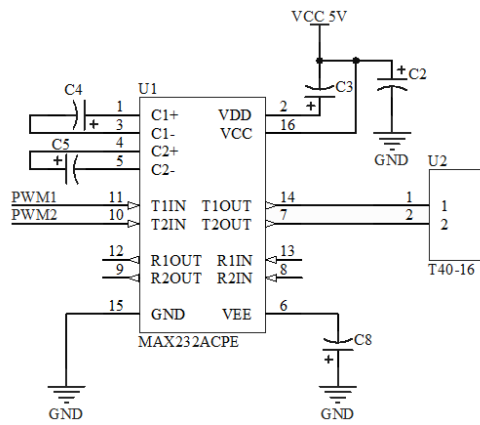 VCC 5V
C4
U1
C3
C2
1 C1+ VDD 2
3 C1- VCC 16
4 C2+
C5
5 C2-
GND
U2
PWM1 11 T1IN T1OUT 14 1 1
PWM2 10 T2IN T2OUT 7 2 2
12 R1OUT R1IN 13
9 R2OUT R2IN 8
T40-16
15 GND VEE 6
MAX232ACPE
C8
GND
GND
+
+
+
+
+